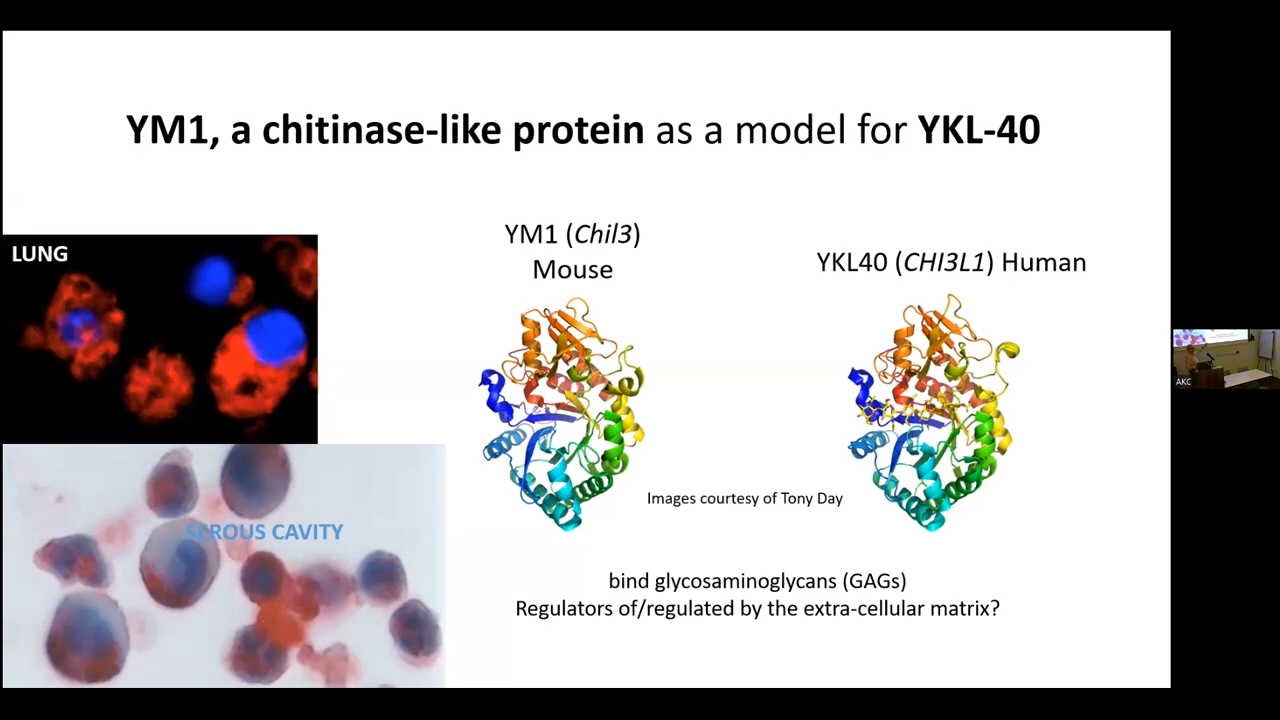 YM1, a chitinase-like protein as a model for YKL-40
LUNG
YM1 (Chil3)
Mouse
YKL40 (CHI3L1) Human
Images courtesy of Tony Day
SEROUS CAVITY
bind glycosaminoglycans (GAGs)
Regulators of/regulated by the extra-cellular matrix?
AKC